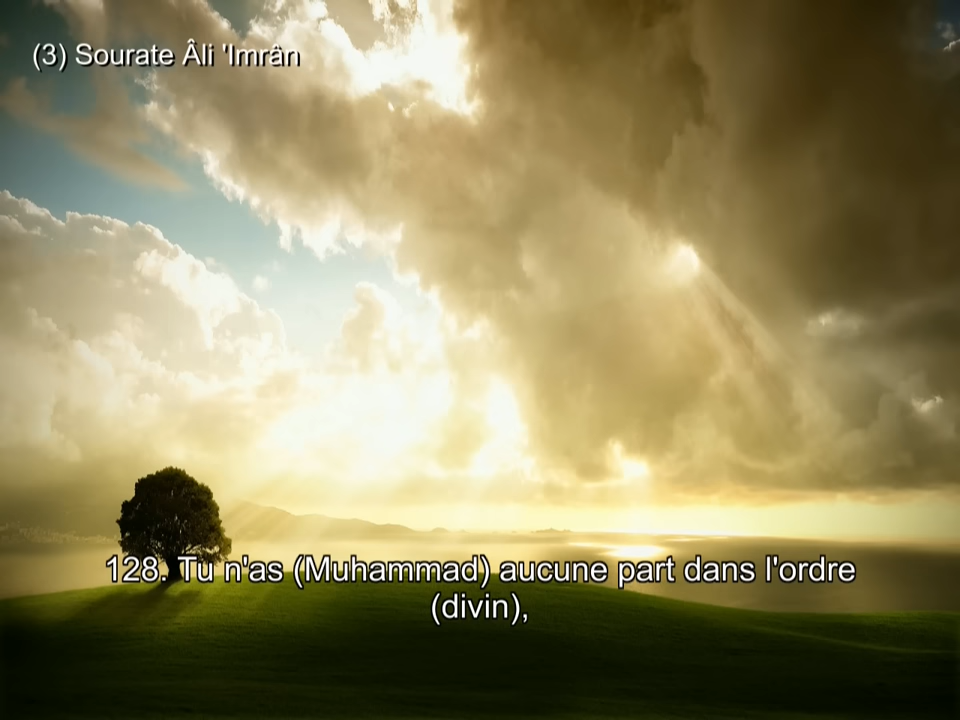 (3) Sourate Âli 'Imrân
128. Tu n'as (Muhammad) aucune part dans l'ordre
(divin),